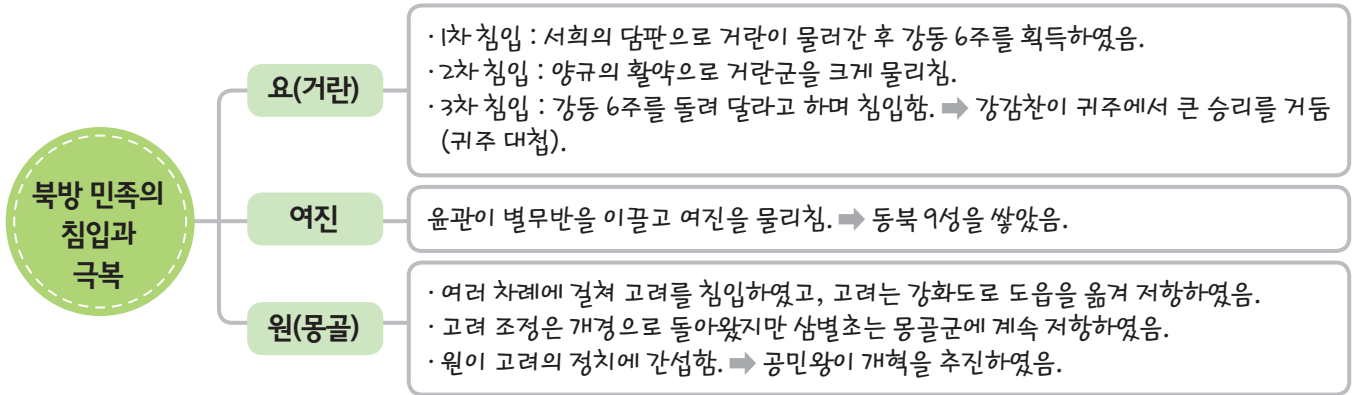 북방 민족의
침입과
극복
요(거란)
· 1차 침입 : 서희의 담판으로 거란이 물러간 후 강동 6주를 획득하였음.
· 2차 침입 : 양규의 활약으로 거란군을 크게 물리침.
· 3차 침입 : 강동 6주를 돌려 달라고 하며 침입함. ➡ 강감찬이 귀주에서 큰 승리를 거둠
(귀주 대첩).
여진
윤관이 별무반을 이끌고 여진을 물리침. ➡ 동북 9성을 쌓았음.
원(몽골)
· 여러 차례에 걸쳐 고려를 침입하였고, 고려는 강화도로 도읍을 옮겨 저항하였음.
· 고려 조정은 개경으로 돌아왔지만 삼별초는 몽골군에 계속 저항하였음.
· 원이 고려의 정치에 간섭함. ➡ 공민왕이 개혁을 추진하였음.